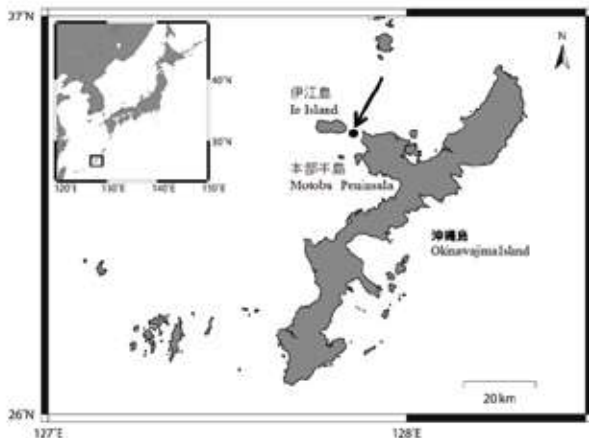 27°N
N
40°N
30°N
120°E 130°E 140°E 150°E
伊江島
Ie Island
本部半島
Motobu Peninsula
沖縄島
Okinawajima Island
20 km
26°N
127°E 128°E